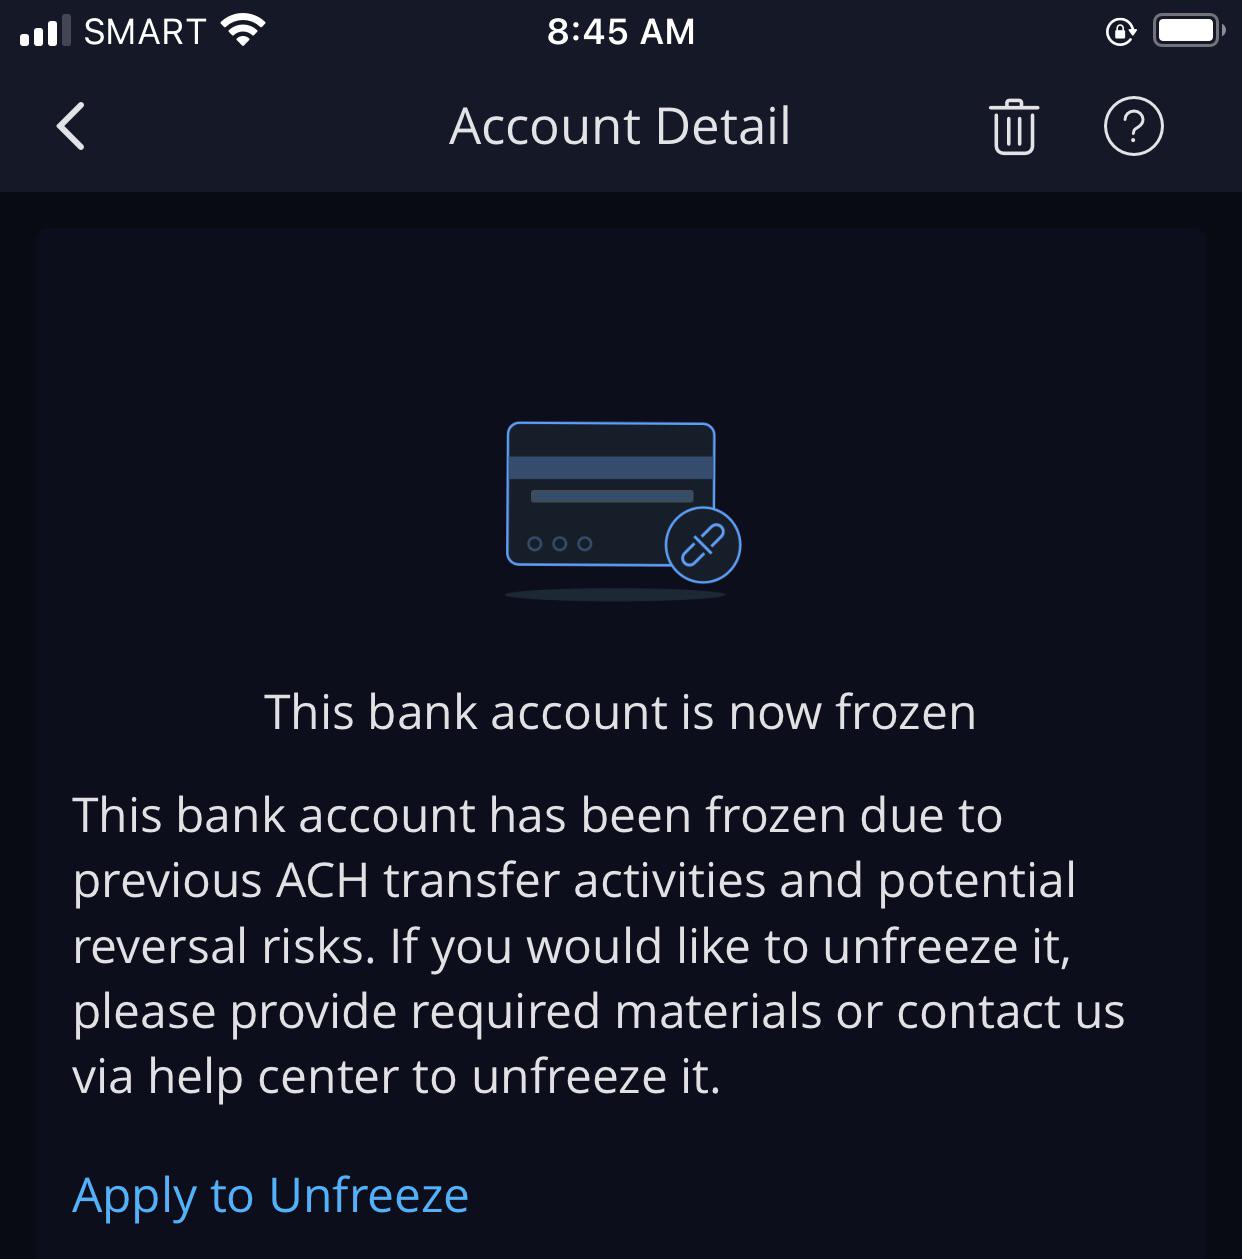 SMART 8:45 AM
Account Detail
This bank account is now frozen
This bank account has been frozen due to
previous ACH transfer activities and potential
reversal risks. If you would like to unfreeze it,
please provide required materials or contact us
via help center to unfreeze it.
Apply to Unfreeze